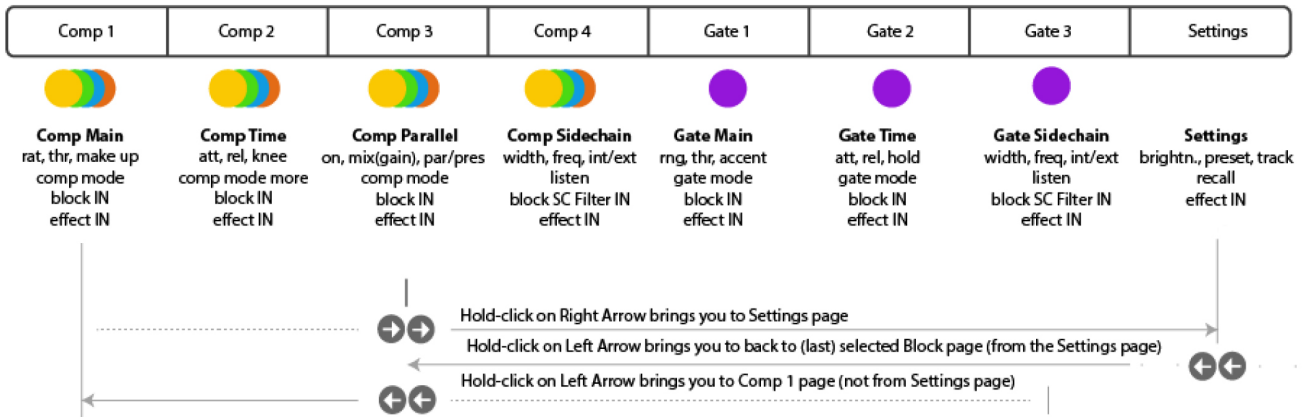 Comp 1 Comp 2 Comp 3 Comp 4 Gate 1 Gate 2 Gate 3 Settings
Comp Main
rat, thr, make up
comp mode
block IN
effect IN
Comp Time
att, rel, knee
comp mode more
block IN
effect IN
Comp Parallel
on, mix(gain), par/pres
comp mode
block IN
effect IN
Comp Sidechain
width, freq, int/ext
listen
block SC Filter IN
effect IN
Gate Main
rng, thr, accent
gate mode
block IN
effect IN
Gate Time
att, rel, hold
gate mode
block IN
effect IN
Gate Sidechain
width, freq, int/ext
listen
block SC Filter IN
effect IN
Settings
brightn., preset, track
recall
effect IN
Hold-click on Right Arrow brings you to Settings page
Hold-click on Left Arrow brings you to back to (last) selected Block page (from the Settings page)
Hold-click on Left Arrow brings you to Comp 1 page (not from Settings page)